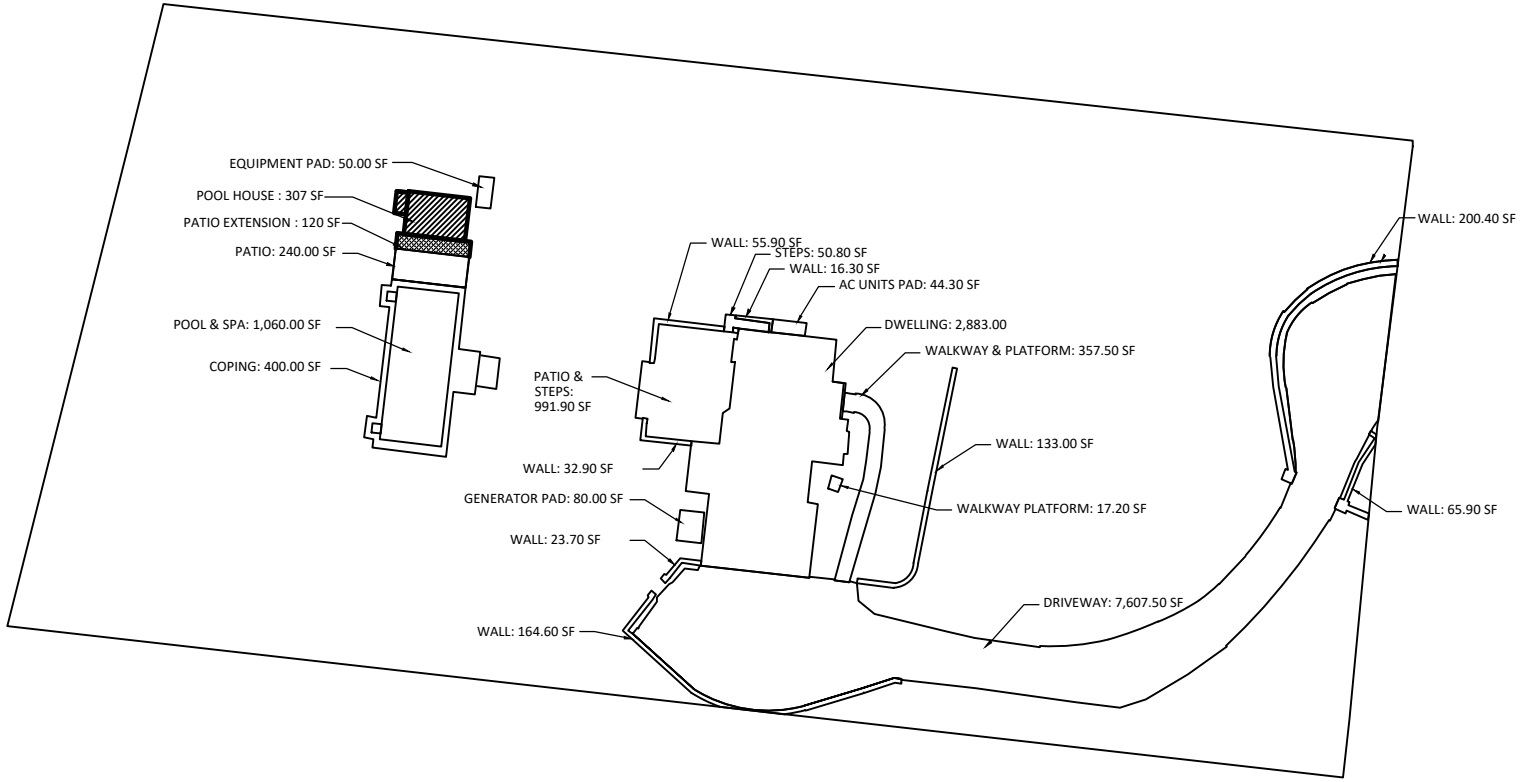 EQUIPMENT PAD: 50.00 SF
POOL HOUSE : 307 SF
PATIO EXTENSION : 120 SF
PATIO: 240.00 SF
POOL & SPA: 1,060.00 SF
COPING: 400.00 SF
WALL: 55.90 SF
STEPS: 50.80 SF
WALL: 16.30 SF
AC UNITS PAD: 44.30 SF
DWELLING: 2,883.00
WALKWAY & PLATFORM: 357.50 SF
PATIO &
STEPS:
991.90 SF
WALL: 32.90 SF
GENERATOR PAD: 80.00 SF
WALL: 23.70 SF
WALL: 164.60 SF
WALL: 133.00 SF
WALKWAY PLATFORM: 17.20 SF
DRIVEWAY: 7,607.50 SF
WALL: 200.40 SF
WALL: 65.90 SF